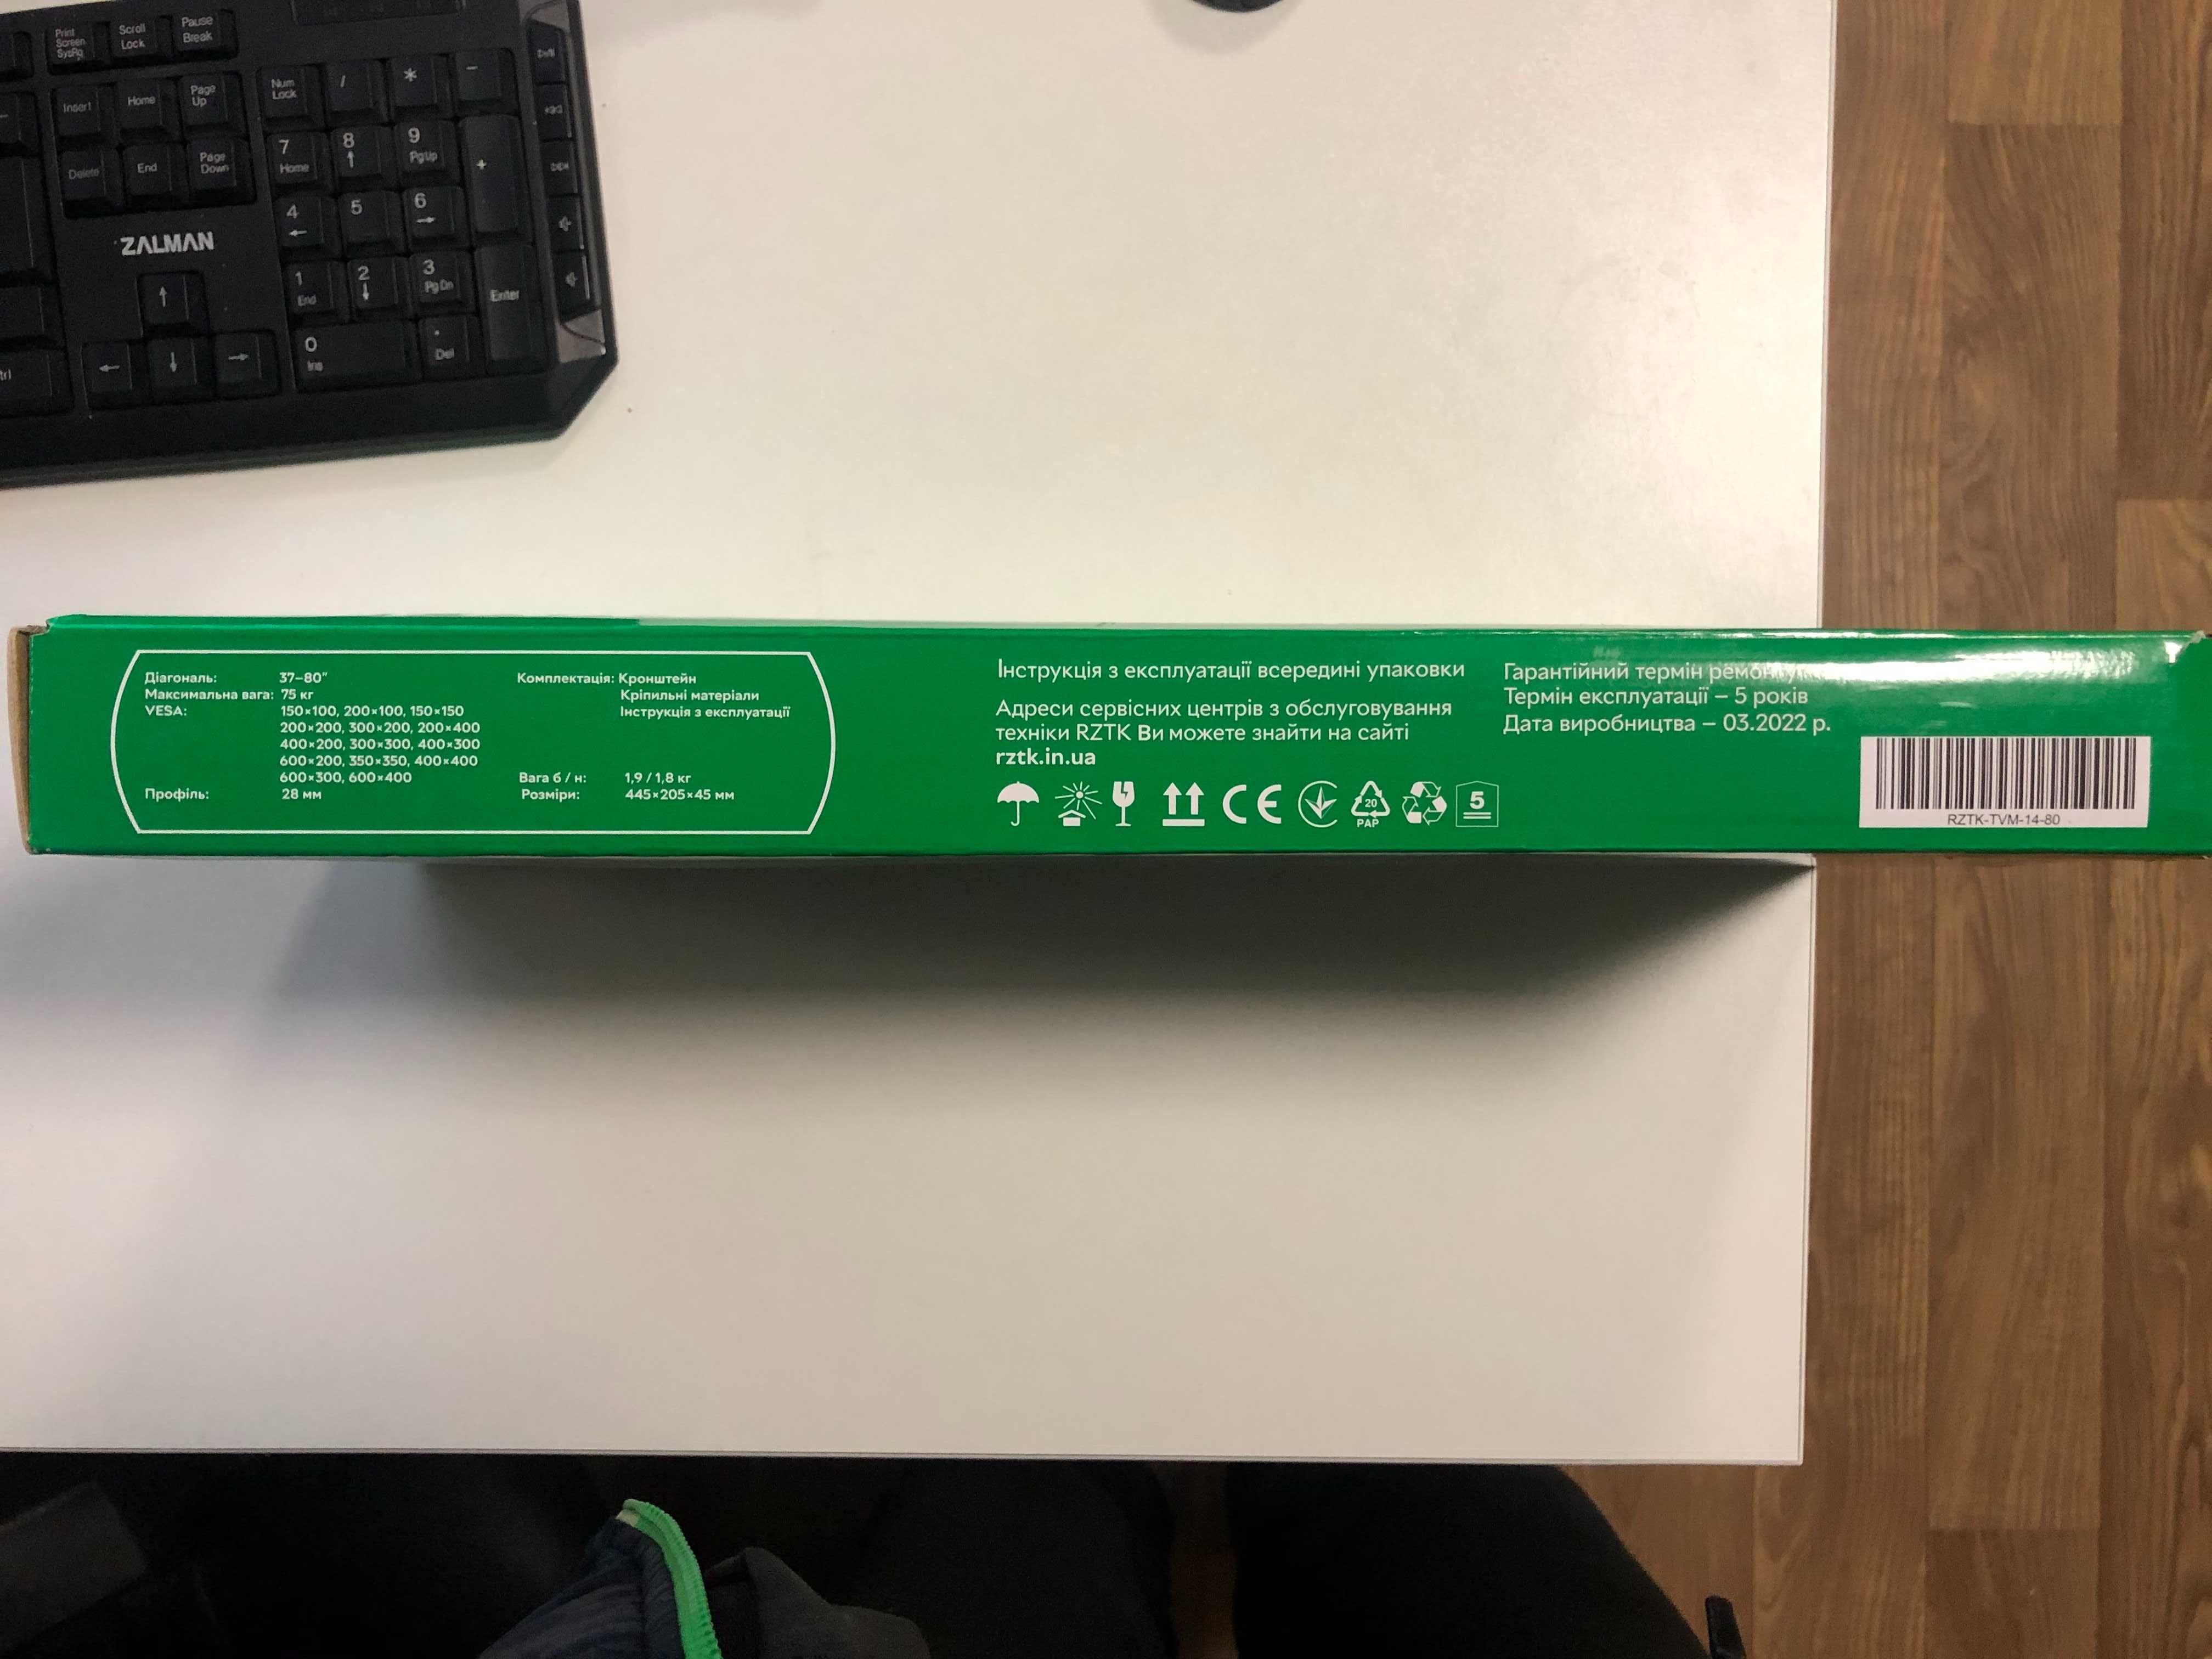 Print Screen SysRq
Scroll Lock
Pause Break
Insert
Home
Page Up
Num Lock
/
*
-
Delete
End
Page Down
7 Home
8
9 PgUp
+
4
5
6
ZALMAN
1 End
2
3 Pg Dn
Enter
0 Ins
. Del
Діагональ: 37–80"
Максимальна вага: 75 кг
VESA: 150×100, 200×100, 150×150
200×200, 300×200, 200×400
400×200, 300×300, 400×300
600×200, 350×350, 400×400
600×300, 600×400
Профіль: 28 мм
Комплектація: Кронштейн
Кріпильні матеріали
Інструкція з експлуатації
Вага б / н: 1,9 / 1,8 кг
Розміри: 445×205×45 мм
Інструкція з експлуатації всередині упаковки
Адреси сервісних центрів з обслуговування
техніки RZTK Ви можете знайти на сайті
rztk.in.ua
CE
20
PAP
5
Гарантійний термін
Термін експлуатації – 5 років
Дата виробництва – 03.2022 р.
RZTK-TVM-14-80